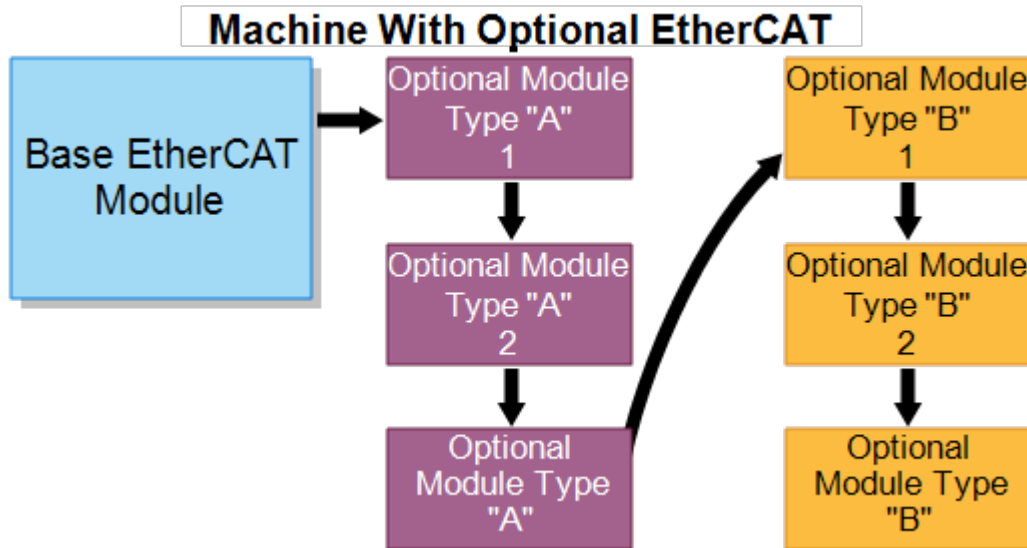 Machine With Optional EtherCAT
Base EtherCAT
Module
Optional Module
Type "A"
1
Optional Module
Type "A"
2
Optional
Module Type
"A"
Optional Module
Type "B"
1
Optional Module
Type "B"
2
Optional
Module Type
"B"